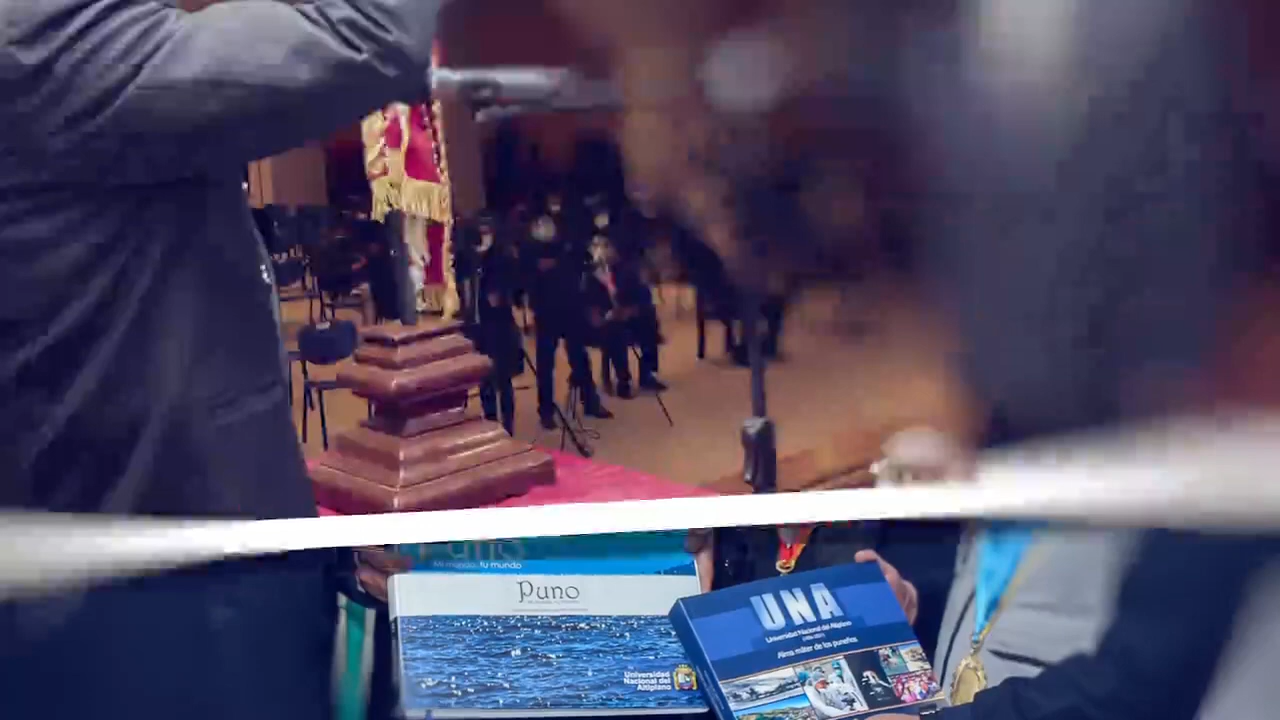 Puno
Mi mundo, tu mundo
Puno
Universidad
Nacional del
Altiplano
UNA
Universidad Nacional del Altiplano
Alma máter de los puneños